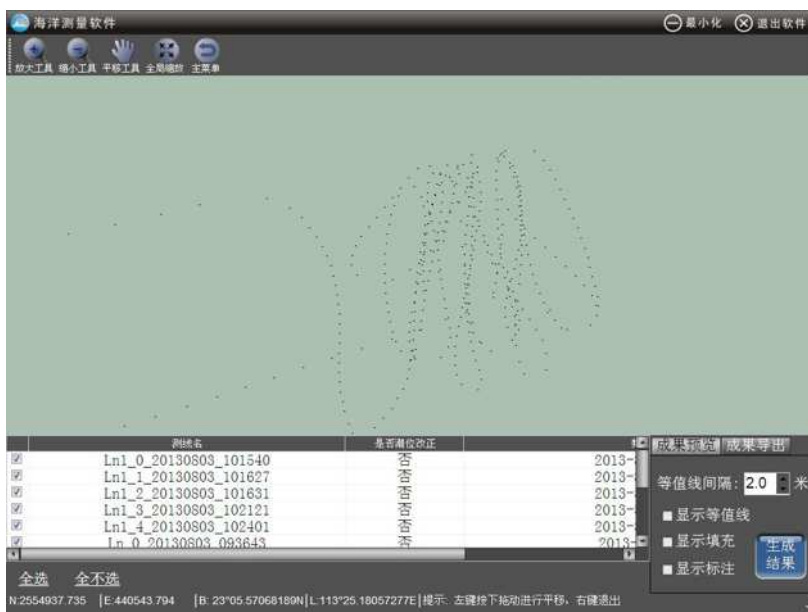 海洋测量软件 最小化 退出软件
放大工具 缩小工具 平移工具 全局缩放 主菜单
测线名 是否潮位改正
Ln1_0_20130803_101540 否 2013-
Ln1_1_20130803_101627 否 2013-
Ln1_2_20130803_101631 否 2013-
Ln1_3_20130803_102121 否 2013-
Ln1_4_20130803_102401 否 2013-
Ln_0_20130803_093643 否 2013-
全选 全不选
成果预览 成果导出
等值线间隔: 2.0 米
显示等值线
显示填充
显示标注
生成
结果
N:2554937.735 |E:440543.794 |B: 23°05.57068189N|L:113°25.18057277E|提示: 左键按下拖动进行平移，右键退出